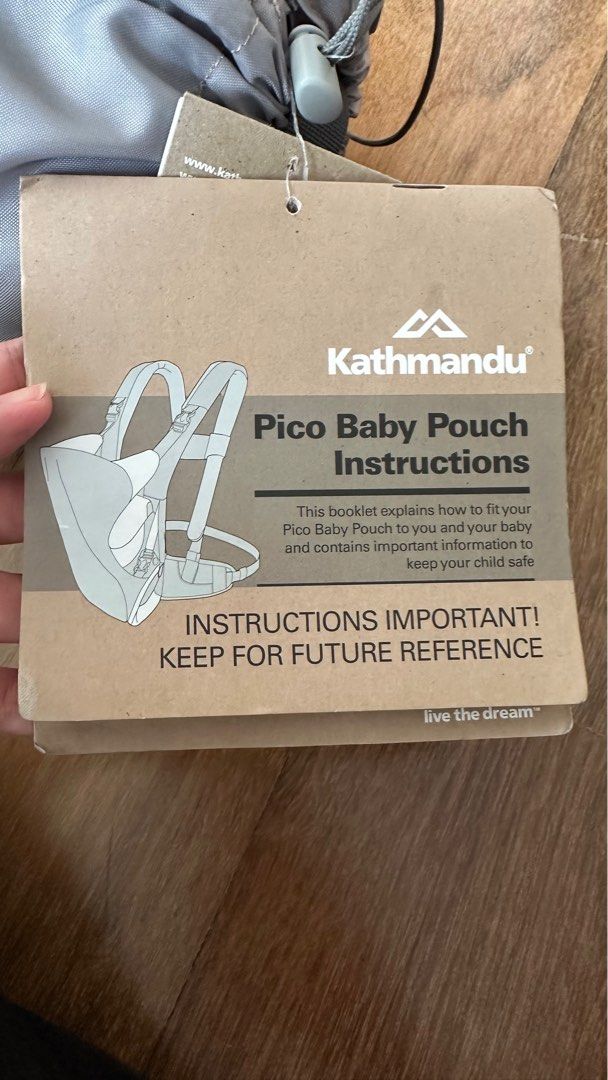 www.kath
Kathmandu®
Pico Baby Pouch
Instructions
This booklet explains how to fit your
Pico Baby Pouch to you and your baby
and contains important information to
keep your child safe
INSTRUCTIONS IMPORTANT!
KEEP FOR FUTURE REFERENCE
live the dream™